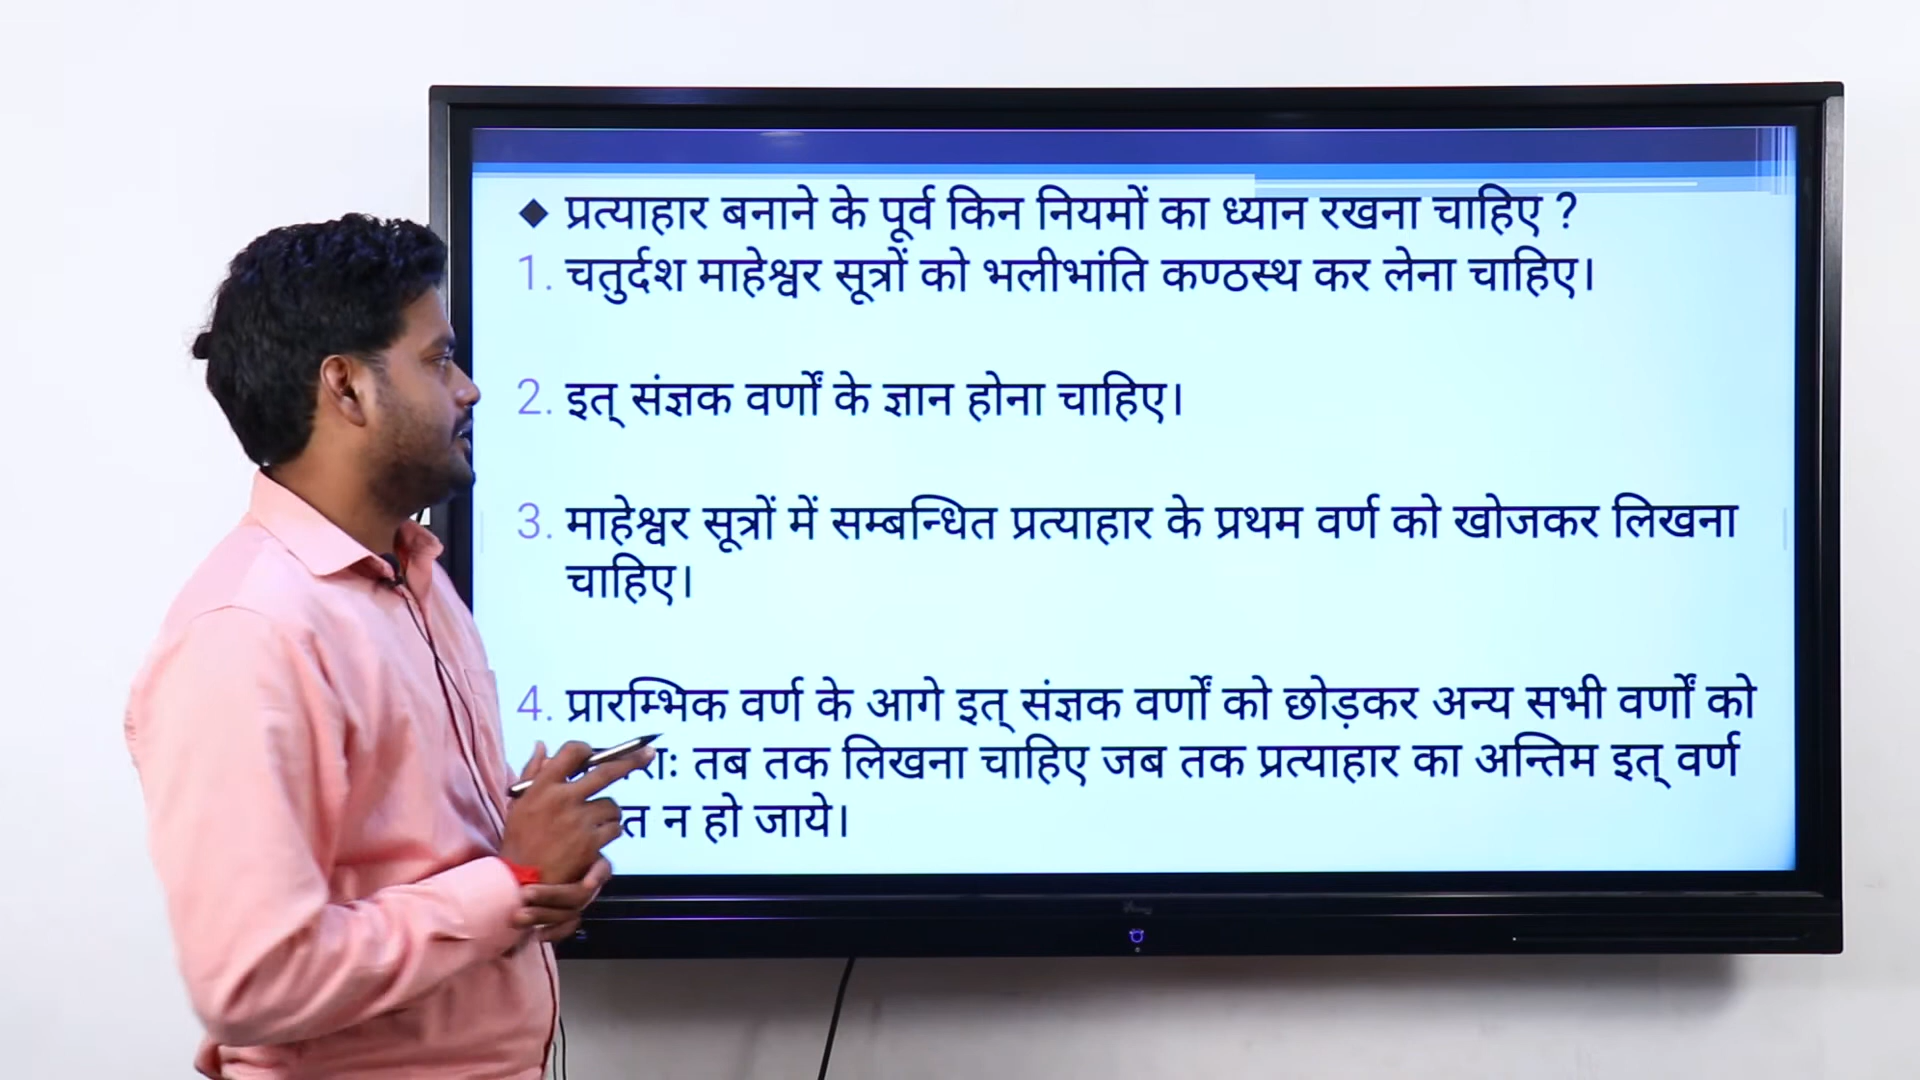 ◆ प्रत्याहार बनाने के पूर्व किन नियमों का ध्यान रखना चाहिए ?
1. चतुर्दश माहेश्वर सूत्रों को भलीभांति कण्ठस्थ कर लेना चाहिए।
2. इत् संज्ञक वर्णों के ज्ञान होना चाहिए।
3. माहेश्वर सूत्रों में सम्बन्धित प्रत्याहार के प्रथम वर्ण को खोजकर लिखना
चाहिए।
4. प्रारम्भिक वर्ण के आगे इत् संज्ञक वर्णों को छोड़कर अन्य सभी वर्णों को
तब तक लिखना चाहिए जब तक प्रत्याहार का अन्तिम इत् वर्ण
न हो जाये।